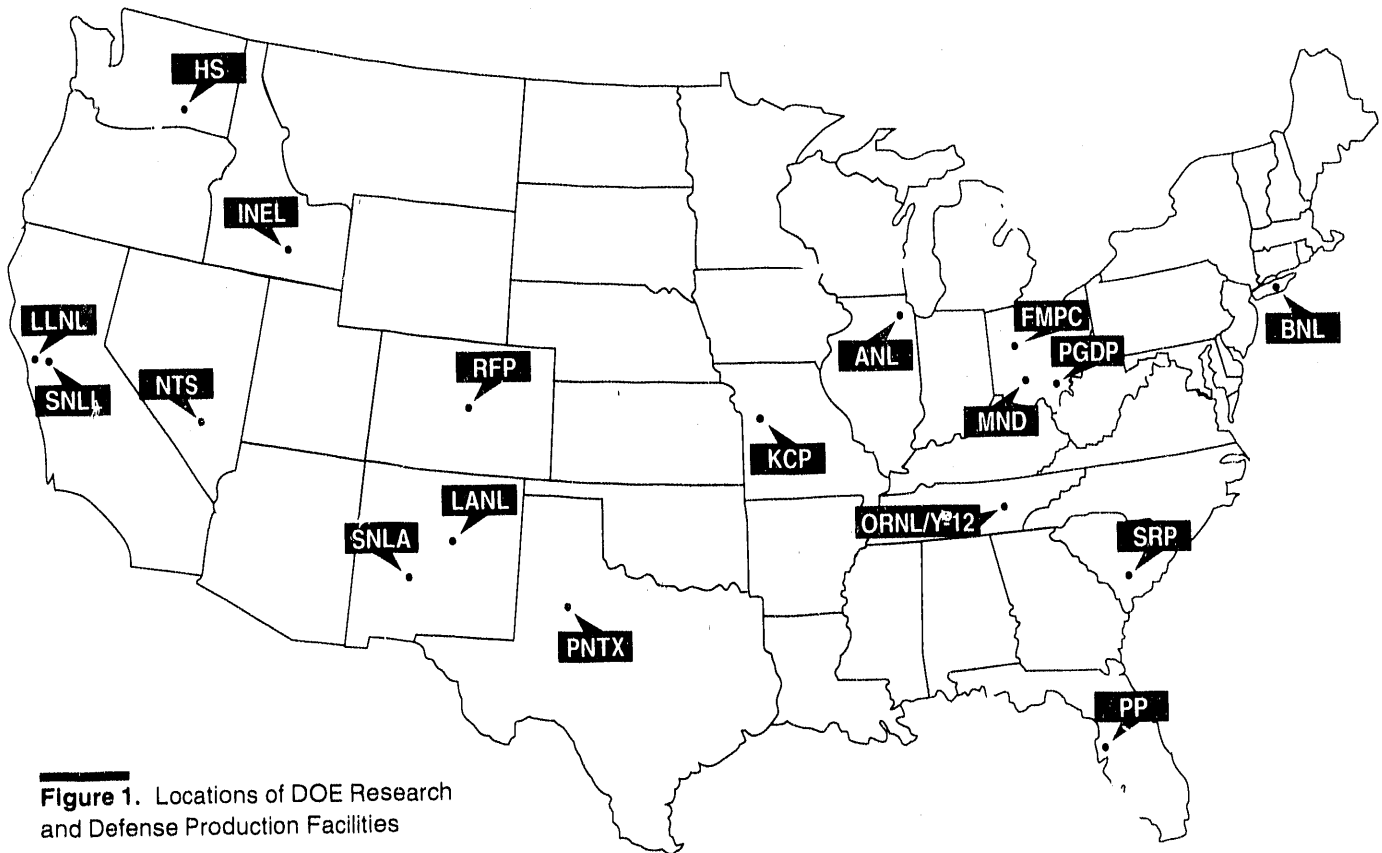 HS
INEL
LLNL
SNLL
NTS
RFP
LANL
SNLA
PNTX
KCP
ANL
FMPC
PGDP
MND
BNL
ORNL/Y-12
SRP
PP
Figure 1. Locations of DOE Research
and Defense Production Facilities